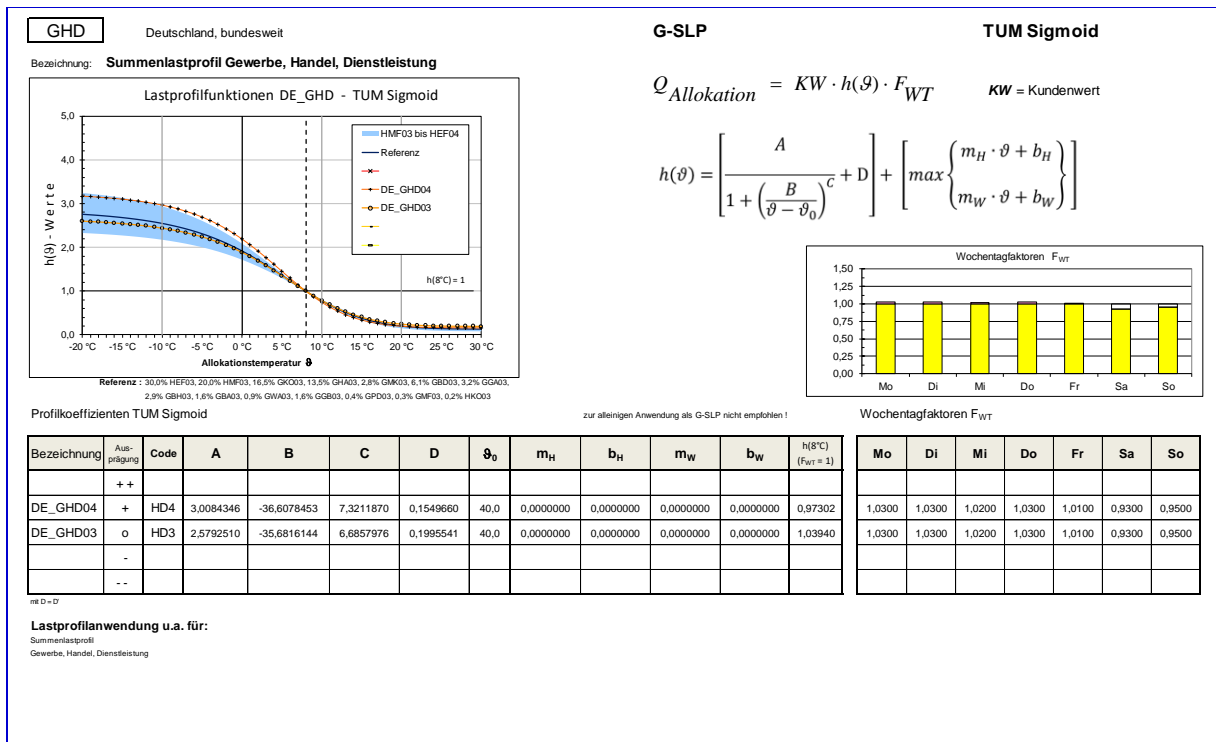 GHD
Deutschland, bundesweit
G-SLP
TUM Sigmoid
Bezeichnung: Summenlastprofil Gewerbe, Handel, Dienstleistung
Q_Allokation = KW · h(ϑ) · F_WT
KW = Kundenwert
h(ϑ) = [ A / (1 + (B / (ϑ − ϑ₀))^C) + D ] + [ max { m_H · ϑ + b_H ; m_W · ϑ + b_W } ]
Lastprofilfunktionen DE_GHD - TUM Sigmoid
h(ϑ) - Werte
5,0
4,0
3,0
2,0
1,0
0,0
HMF03 bis HEF04
Referenz
DE_GHD04
DE_GHD03
h(8°C) = 1
-20 °C -15 °C -10 °C -5 °C 0 °C 5 °C 10 °C 15 °C 20 °C 25 °C 30 °C
Allokationstemperatur ϑ
Referenz : 30,0% HEF03, 20,0% HMF03, 16,5% GKO03, 13,5% GHA03, 2,8% GMK03, 6,1% GBD03, 3,2% GGA03,
2,9% GBH03, 1,6% GBA03, 0,9% GWA03, 1,6% GGB03, 0,4% GPD03, 0,3% GMF03, 0,2% HKO03
Wochentagfaktoren F_WT
1,50
1,25
1,00
0,75
0,50
0,25
0,00
Mo Di Mi Do Fr Sa So
Profilkoeffizienten TUM Sigmoid
zur alleinigen Anwendung als G-SLP nicht empfohlen !
Wochentagfaktoren F_WT
Bezeichnung Aus-prägung Code A B C D ϑ₀ m_H b_H m_W b_W h(8°C) (F_WT = 1) Mo Di Mi Do Fr Sa So
+ +
DE_GHD04 + HD4 3,0084346 -36,6078453 7,3211870 0,1549660 40,0 0,0000000 0,0000000 0,0000000 0,0000000 0,97302 1,0300 1,0300 1,0200 1,0300 1,0100 0,9300 0,9500
DE_GHD03 o HD3 2,5792510 -35,6816144 6,6857976 0,1995541 40,0 0,0000000 0,0000000 0,0000000 0,0000000 1,03940 1,0300 1,0300 1,0200 1,0300 1,0100 0,9300 0,9500
-
- -
mit D = D'
Lastprofilanwendung u.a. für:
Summenlastprofil
Gewerbe, Handel, Dienstleistung